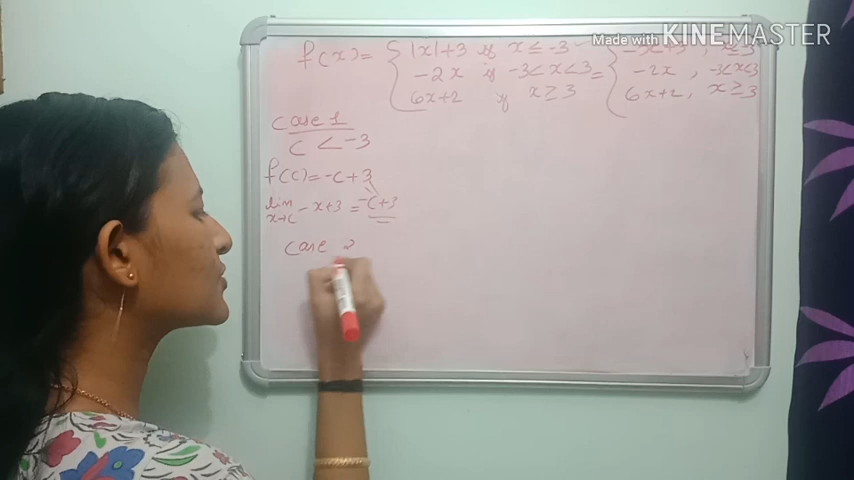 Made with KINEMASTER
f(x) = { |x|+3 if x ≤ -3 = { -x+3 , x ≤
-2x if -3<x<3 -2x , -3<x<3
6x+2 if x ≥ 3 6x+2 , x ≥ 3
Case 1
c < -3
f(c) = -c + 3
lim x→c -x+3 = -c+3
Case 2